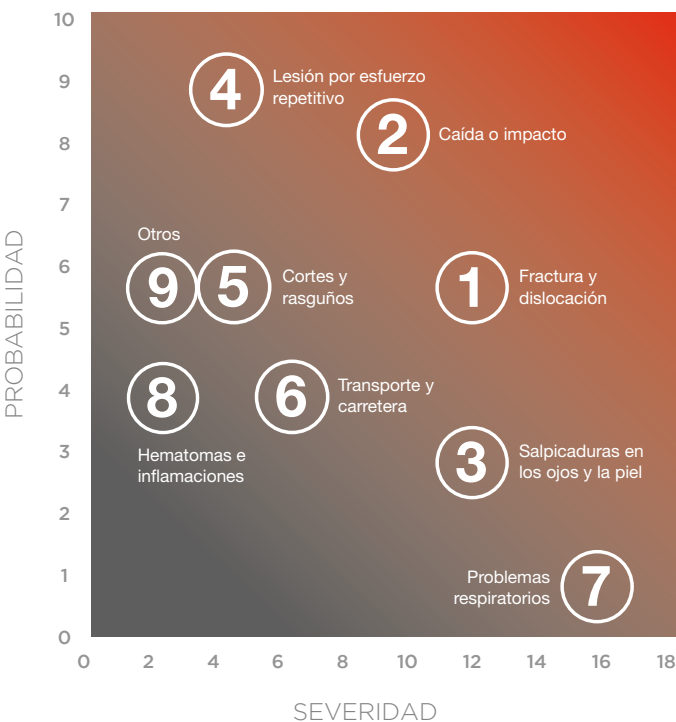 10
9
8
7
6
5
4
3
2
1
0
PROBABILIDAD
4
Lesión por esfuerzo
repetitivo
2
Caída o impacto
Otros
9
5
Cortes y
rasguños
1
Fractura y
dislocación
8
Hematomas e
inflamaciones
6
Transporte y
carretera
3
Salpicaduras en
los ojos y la piel
Problemas
respiratorios
7
0
2
4
6
8
10
12
14
16
18
SEVERIDAD